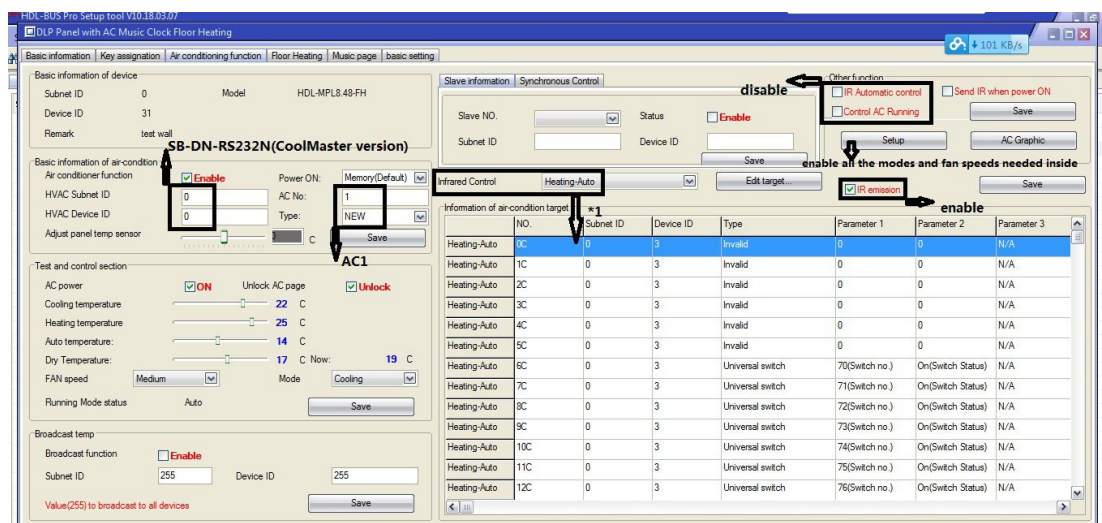 HDL-BUS Pro Setup tool V10.18.03.07
DLP Panel with AC Music Clock Floor Heating
101 KB/s
Basic information Key assignation Air conditioning function Floor Heating Music page basic setting
Basic information of device
Subnet ID 0 Model HDL-MPL8.48-FH
Device ID 31
Remark test wall
SB-DN-RS232N(CoolMaster version)
Basic information of air-condition
Air conditioner function Enable Power ON: Memory(Default)
HVAC Subnet ID 0 AC No: 1
HVAC Device ID 0 Type: NEW
Adjust panel temp sensor C Save
AC1
Test and control section
AC power ON Unlock AC page Unlock
Cooling temperature 22 C
Heating temperature 25 C
Auto temperature: 14 C
Dry Temperature: 17 C Now: 19 C
FAN speed Medium Mode Cooling
Running Mode status Auto Save
Broadcast temp
Broadcast function Enable
Subnet ID 255 Device ID 255
Value(255) to broadcast to all devices Save
Slave information Synchronous Control
disable
Slave NO. Status Enable
Subnet ID Device ID
Save
Other function
IR Automatic control Send IR when power ON
Control AC Running Save
Setup AC Graphic
enable all the modes and fan speeds needed inside
Infrared Control Heating-Auto Edit target... IR emission Save
enable
*1
Information of air-condition target
NO. Subnet ID Device ID Type Parameter 1 Parameter 2 Parameter 3
Heating-Auto 0C 0 3 Invalid 0 0 N/A
Heating-Auto 1C 0 3 Invalid 0 0 N/A
Heating-Auto 2C 0 3 Invalid 0 0 N/A
Heating-Auto 3C 0 3 Invalid 0 0 N/A
Heating-Auto 4C 0 3 Invalid 0 0 N/A
Heating-Auto 5C 0 3 Invalid 0 0 N/A
Heating-Auto 6C 0 3 Universal switch 70(Switch no.) On(Switch Status) N/A
Heating-Auto 7C 0 3 Universal switch 71(Switch no.) On(Switch Status) N/A
Heating-Auto 8C 0 3 Universal switch 72(Switch no.) On(Switch Status) N/A
Heating-Auto 9C 0 3 Universal switch 73(Switch no.) On(Switch Status) N/A
Heating-Auto 10C 0 3 Universal switch 74(Switch no.) On(Switch Status) N/A
Heating-Auto 11C 0 3 Universal switch 75(Switch no.) On(Switch Status) N/A
Heating-Auto 12C 0 3 Universal switch 76(Switch no.) On(Switch Status) N/A